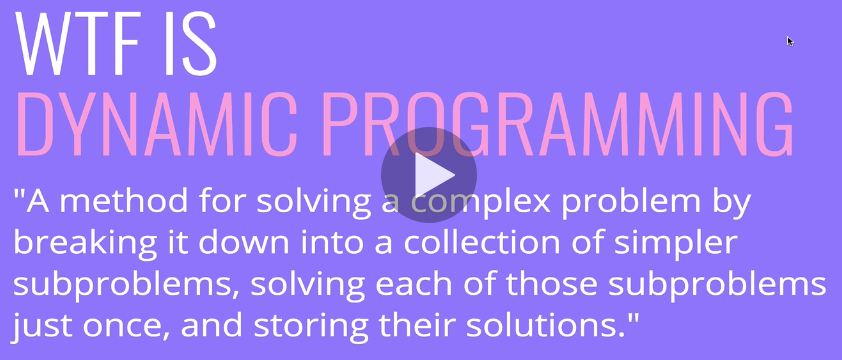 WTF IS
DYNAMIC PROGRAMMING
"A method for solving a complex problem by
breaking it down into a collection of simpler
subproblems, solving each of those subproblems
just once, and storing their solutions."